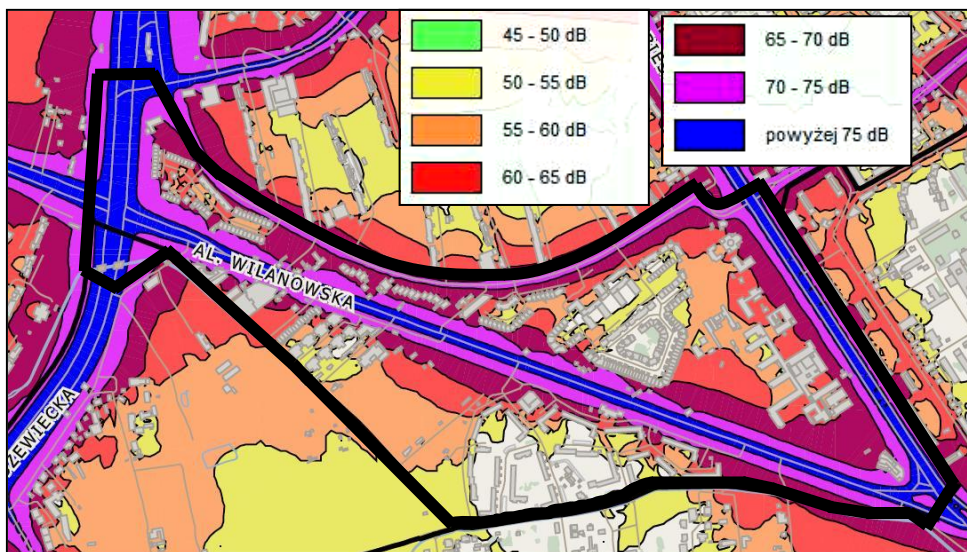 45 - 50 dB
50 - 55 dB
55 - 60 dB
60 - 65 dB
65 - 70 dB
70 - 75 dB
powyżej 75 dB
AL. WILANOWSKA